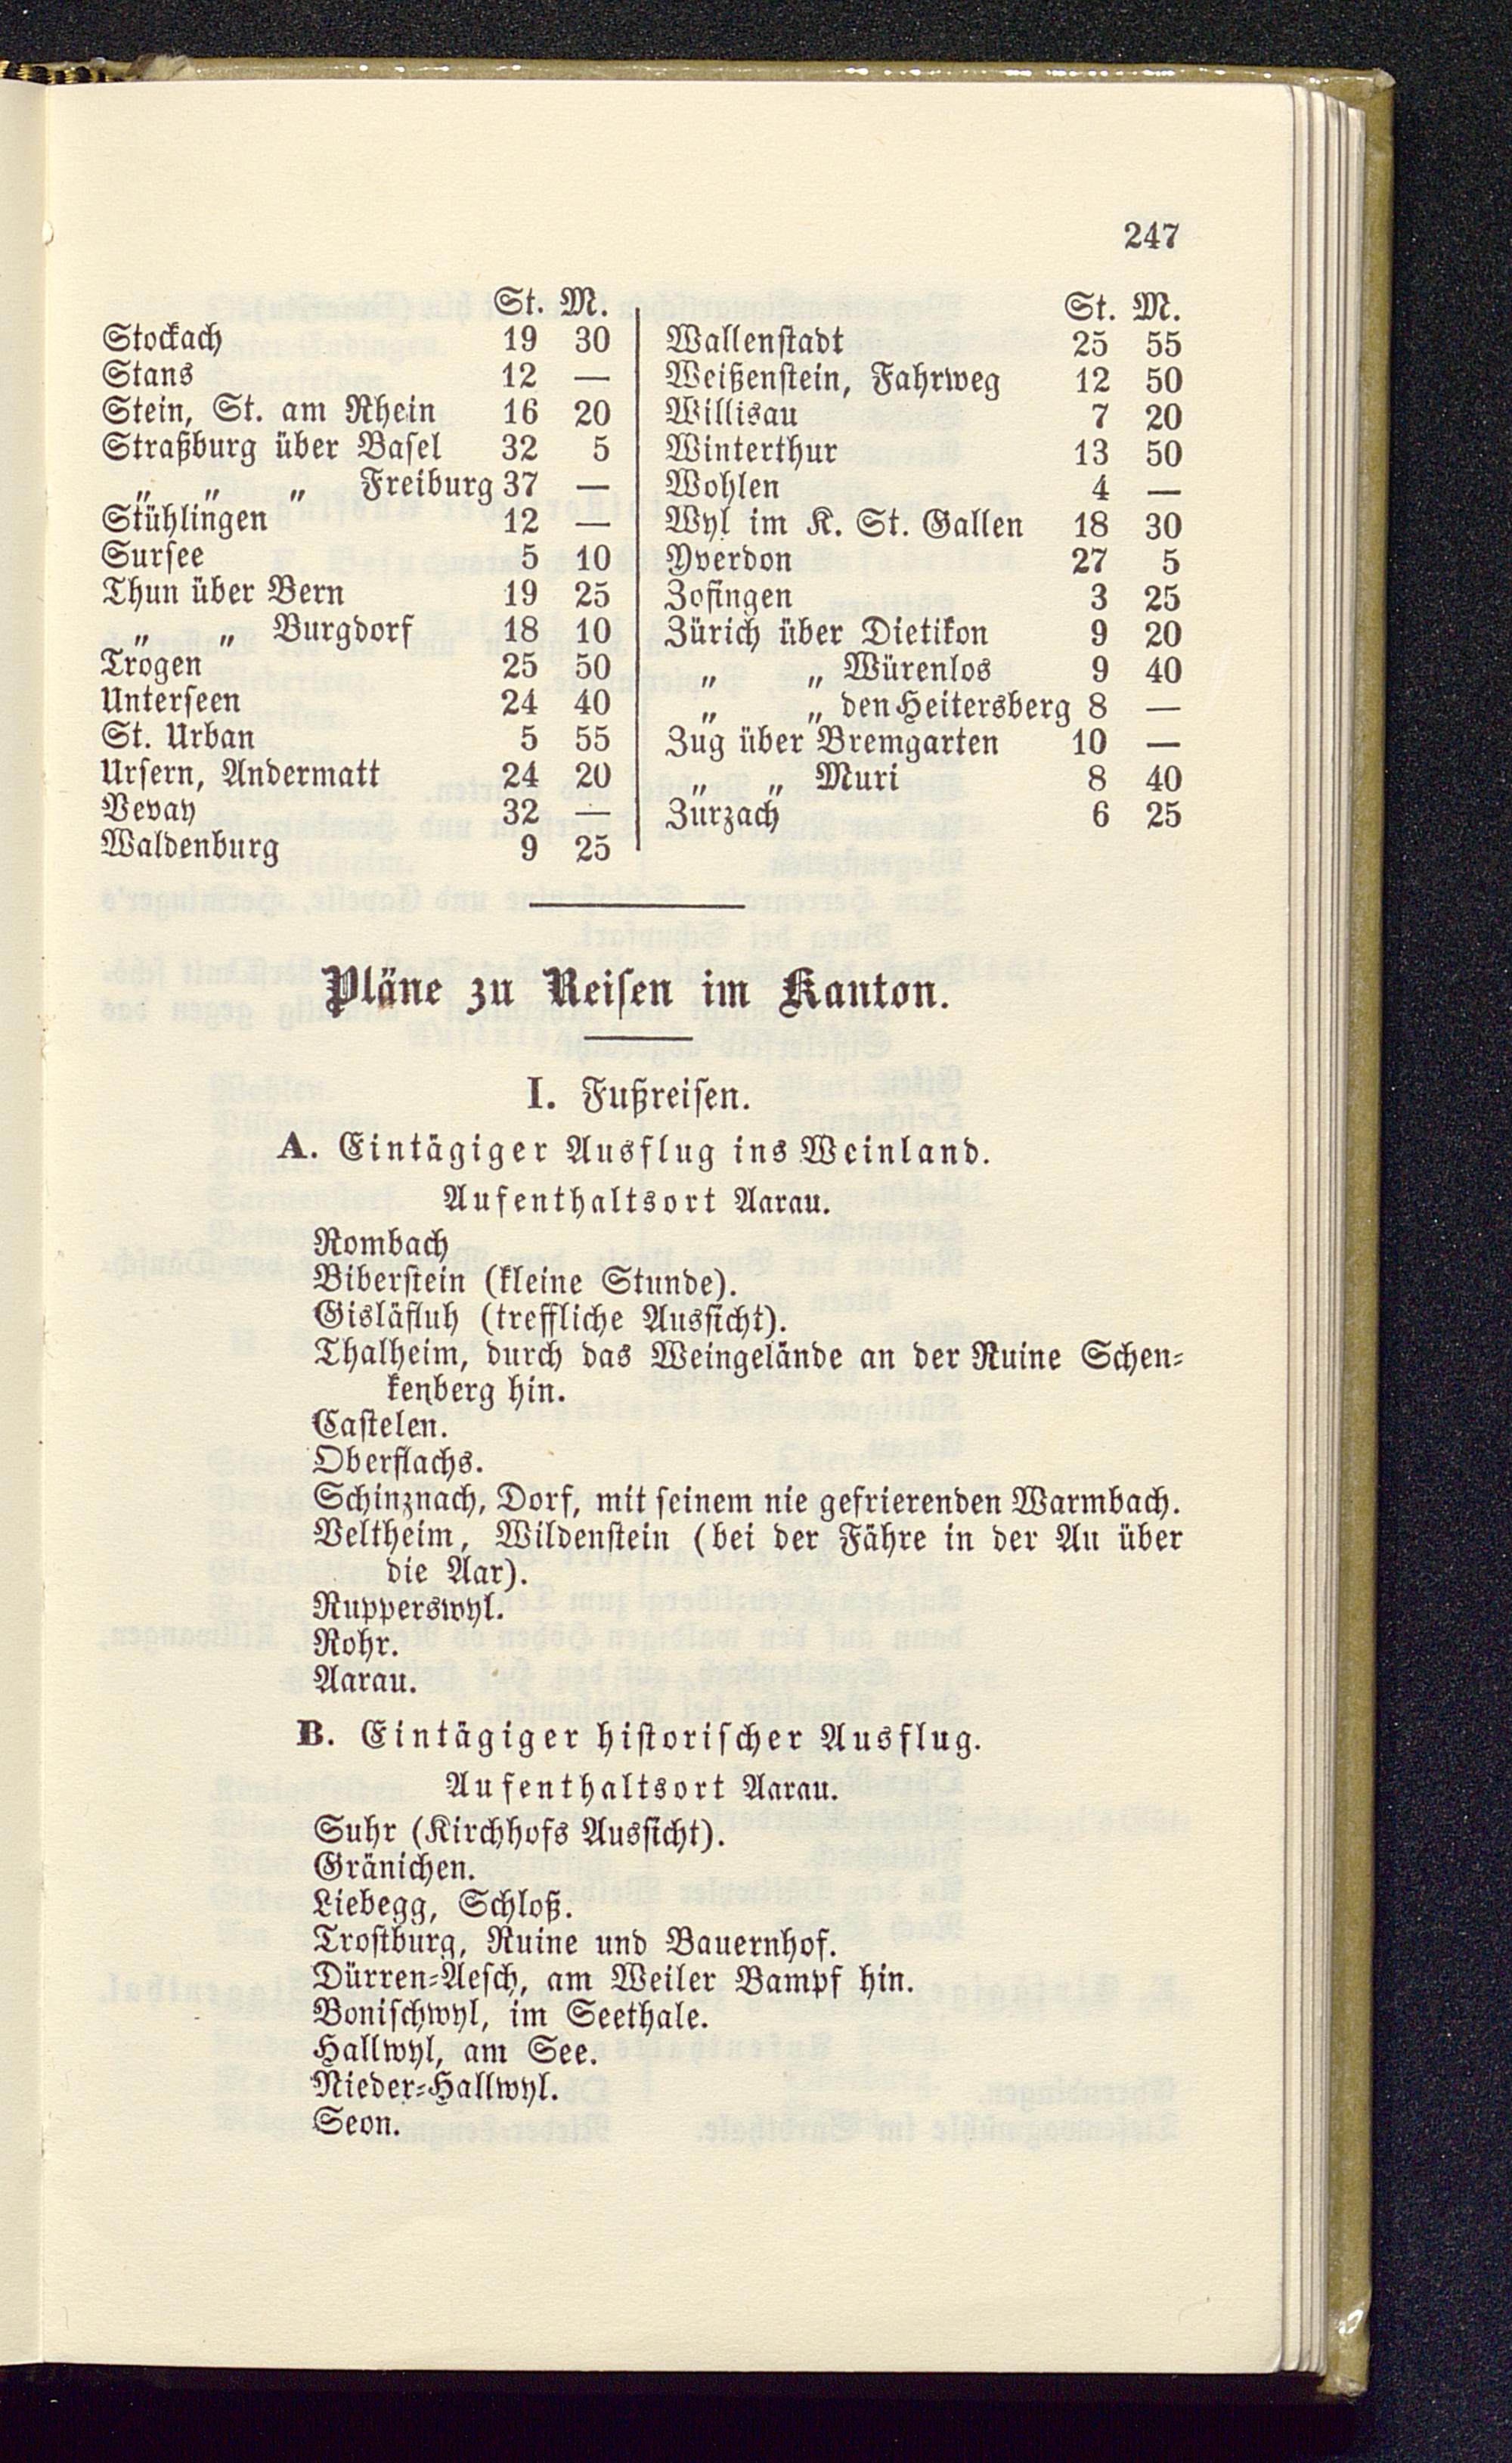 247
St. M.
Stockach 19 30
Stans 12 —
Stein, St. am Rhein 16 20
Straßburg über Basel 32 5
„ „ „ Freiburg 37 —
Stühlingen 12 —
Sursee 5 10
Thun über Bern 19 25
„ „ Burgdorf 18 10
Trogen 25 50
Unterseen 24 40
St. Urban 5 55
Ursern, Andermatt 24 20
Vevay 32 —
Waldenburg 9 25
St. M.
Wallenstadt 25 55
Weißenstein, Fahrweg 12 50
Willisau 7 20
Winterthur 13 50
Wohlen 4 —
Wyl im K. St. Gallen 18 30
Yverdon 27 5
Zofingen 3 25
Zürich über Dietikon 9 20
„ „ Würenlos 9 40
„ „ den Heitersberg 8 —
Zug über Bremgarten 10 —
„ „ Muri 8 40
Zurzach 6 25
Pläne zu Reisen im Kanton.
I. Fußreisen.
A. Eintägiger Ausflug ins Weinland.
Aufenthaltsort Aarau.
Rombach
Biberstein (kleine Stunde).
Gisläfluh (treffliche Aussicht).
Thalheim, durch das Weingelände an der Ruine Schen-
kenberg hin.
Castelen.
Oberflachs.
Schinznach, Dorf, mit seinem nie gefrierenden Warmbach.
Veltheim, Wildenstein (bei der Fähre in der Au über
die Aar).
Rupperswyl.
Rohr.
Aarau.
B. Eintägiger historischer Ausflug.
Aufenthaltsort Aarau.
Suhr (Kirchhofs Aussicht).
Gränichen.
Liebegg, Schloß.
Trostburg, Ruine und Bauernhof.
Dürren-Aesch, am Weiler Bampf hin.
Bonischwyl, im Seethale.
Hallwyl, am See.
Nieder-Hallwyl.
Seon.